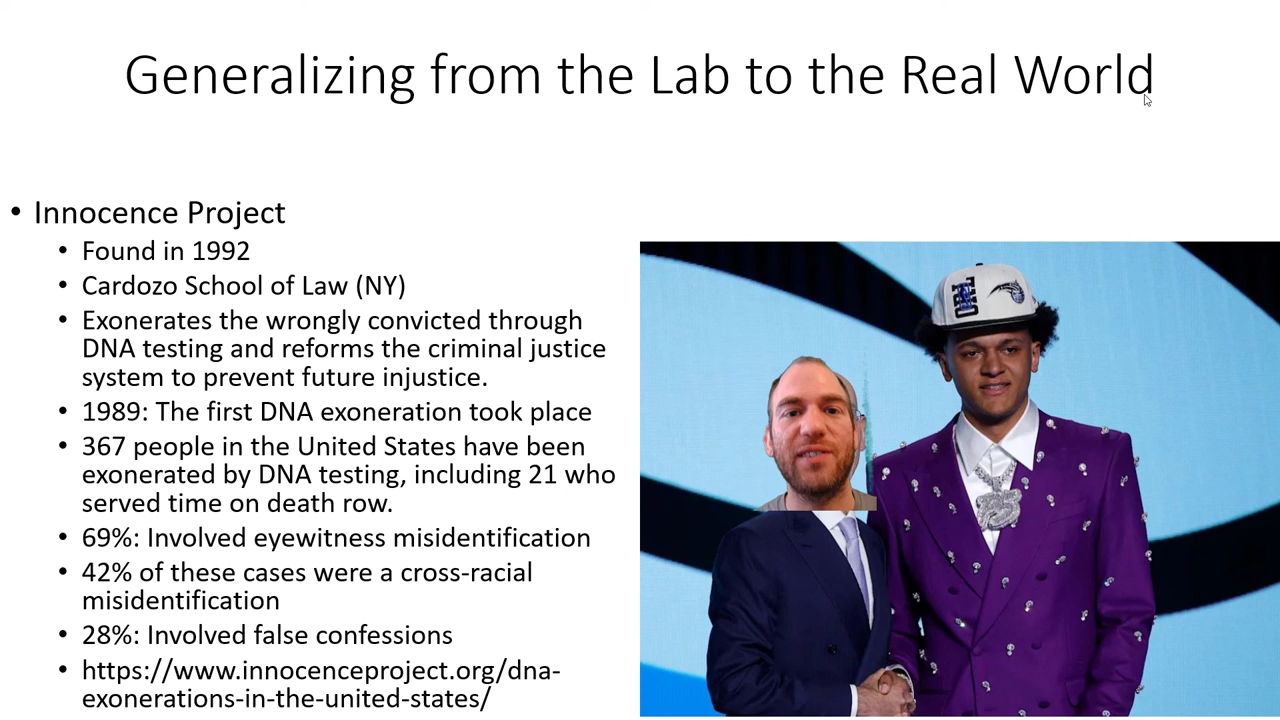 Generalizing from the Lab to the Real World
• Innocence Project
• Found in 1992
• Cardozo School of Law (NY)
• Exonerates the wrongly convicted through
DNA testing and reforms the criminal justice
system to prevent future injustice.
• 1989: The first DNA exoneration took place
• 367 people in the United States have been
exonerated by DNA testing, including 21 who
served time on death row.
• 69%: Involved eyewitness misidentification
• 42% of these cases were a cross-racial
misidentification
• 28%: Involved false confessions
• https://www.innocenceproject.org/dna-
exonerations-in-the-united-states/